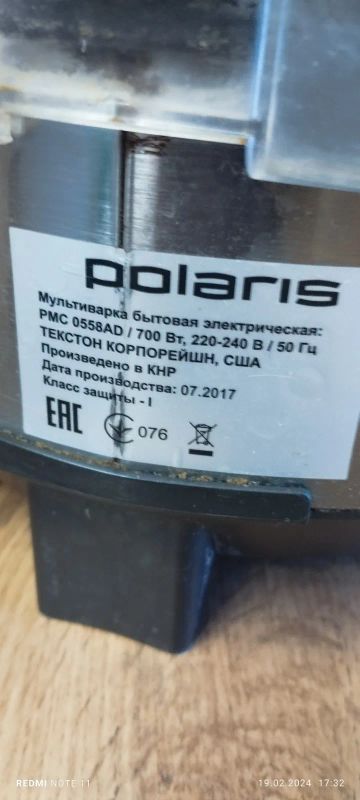 polaris
Мультиварка бытовая электрическая:
PMC 0558AD / 700 Вт, 220-240 В / 50 Гц
ТЕКСТОН КОРПОРЕЙШН, США
Произведено в КНР
Дата производства: 07.2017
Класс защиты - I
EAC
076
REDMI NOTE 11
19.02.2024 17:32